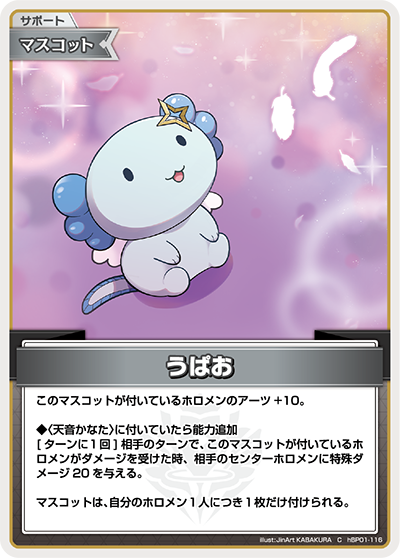 サポート
マスコット
うぱお
このマスコットが付いているホロメンのアーツ+10。
◆〈天音かなた〉に付いていたら能力追加
[ターンに1回]相手のターンで、このマスコットが付いているホ
ロメンがダメージを受けた時、相手のセンターホロメンに特殊ダ
メージ20を与える。
マスコットは、自分のホロメン1人につき1枚だけ付けられる。
Illust:JinArt KABAKURA C hBP01-116